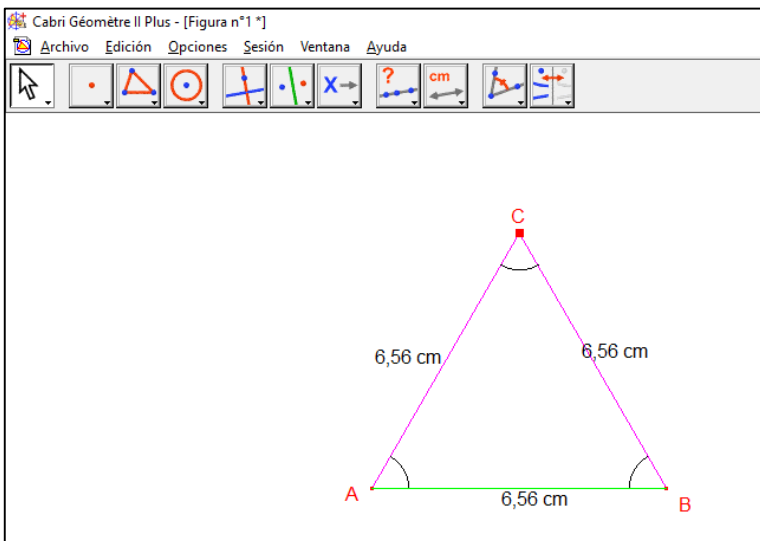 Cabri Géomètre II Plus - [Figura n°1 *]
Archivo Edición Opciones Sesión Ventana Ayuda
X ? cm
C
6,56 cm 6,56 cm
A 6,56 cm B